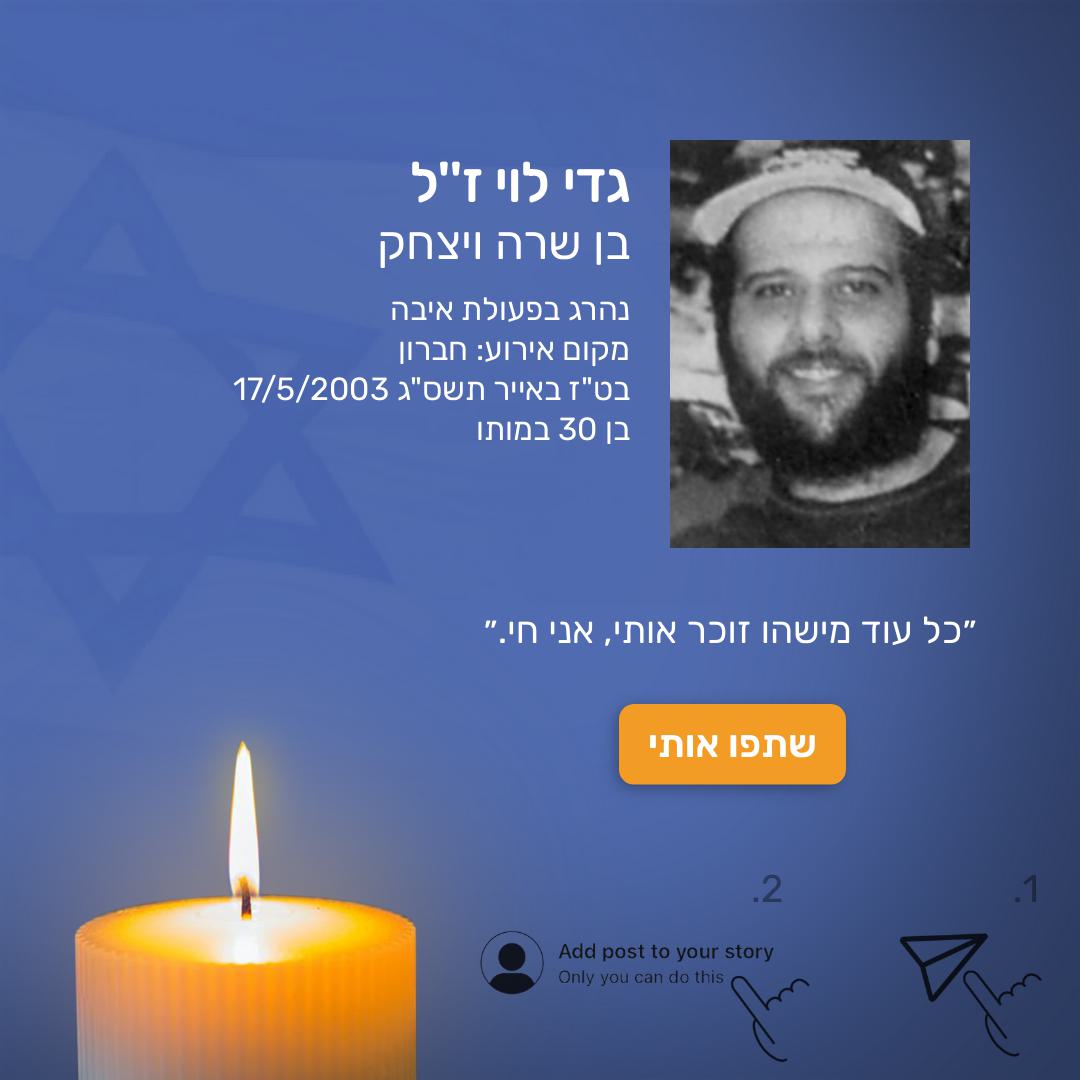 גדי לוי ז"ל
בן שרה ויצחק
נהרג בפעולת איבה
מקום אירוע: חברון
בט"ז באייר תשס"ג 17/5/2003
בן 30 במותו
״כל עוד מישהו זוכר אותי, אני חי.״
שתפו אותי
1.
2.
Add post to your story
Only you can do this